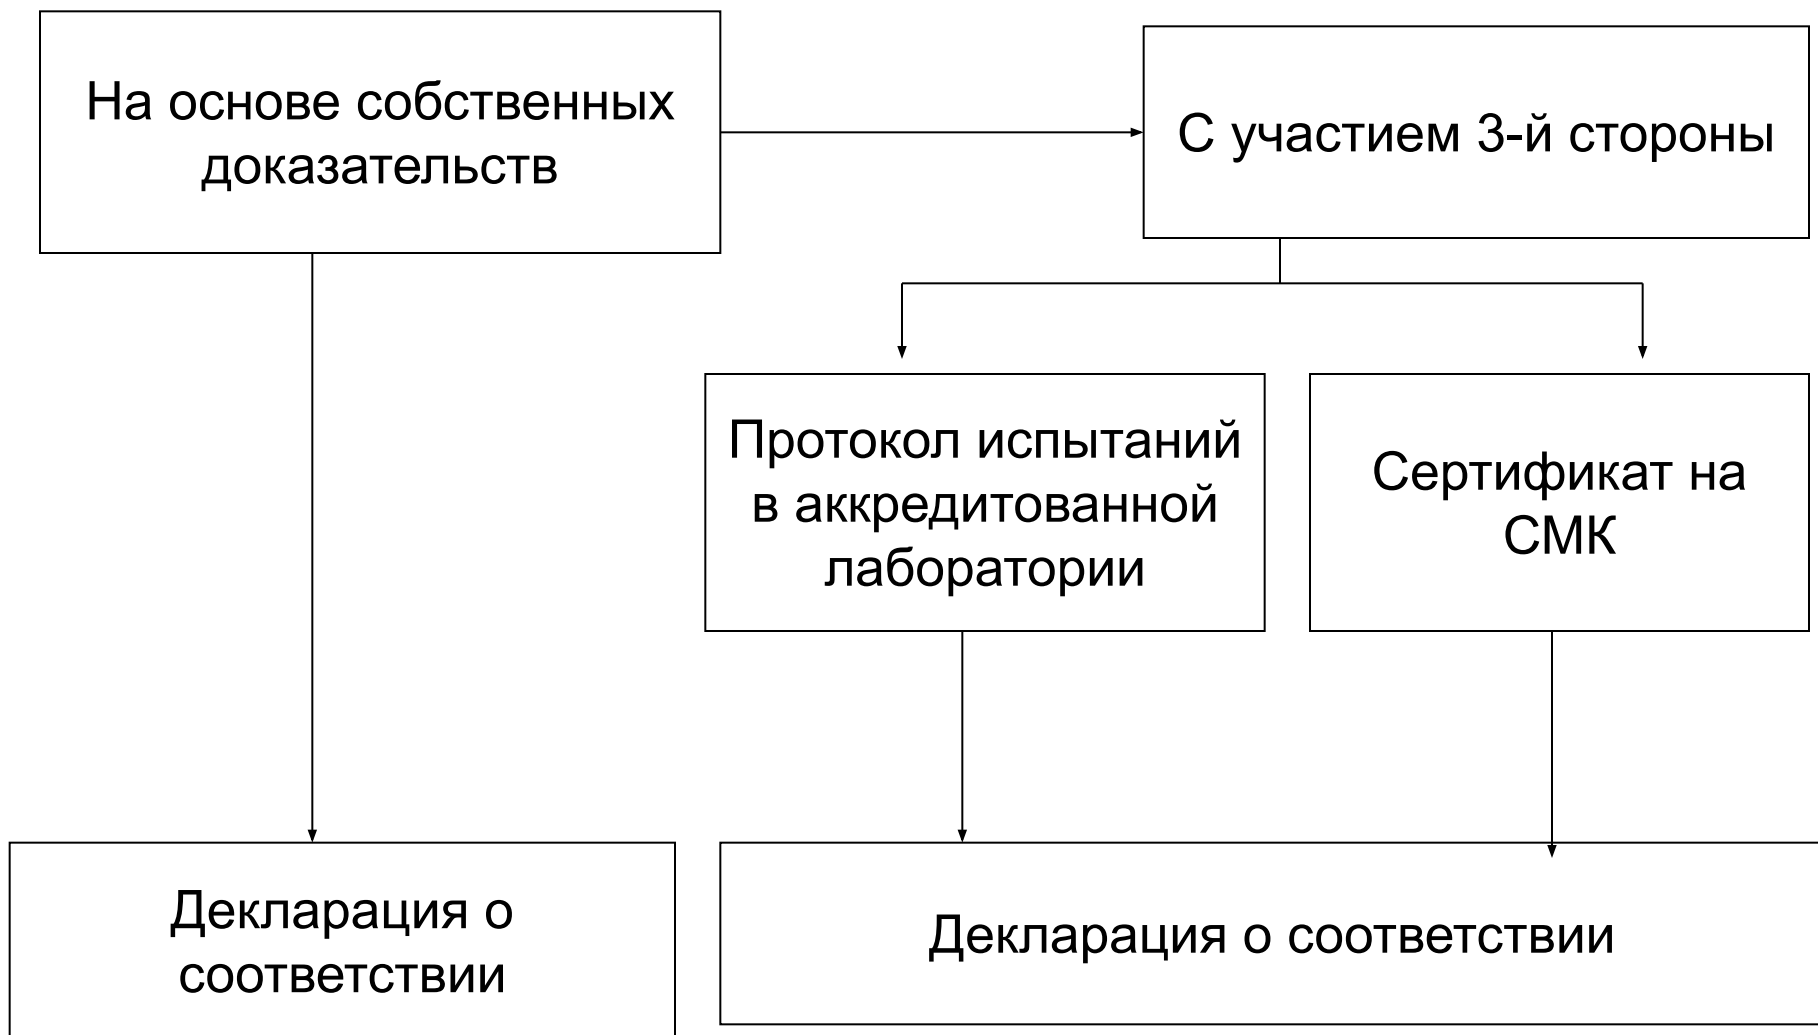 На основе собственных
доказательств
С участием 3-й стороны
Протокол испытаний
в аккредитованной
лаборатории
Сертификат на
СМК
Декларация о
соответствии
Декларация о соответствии